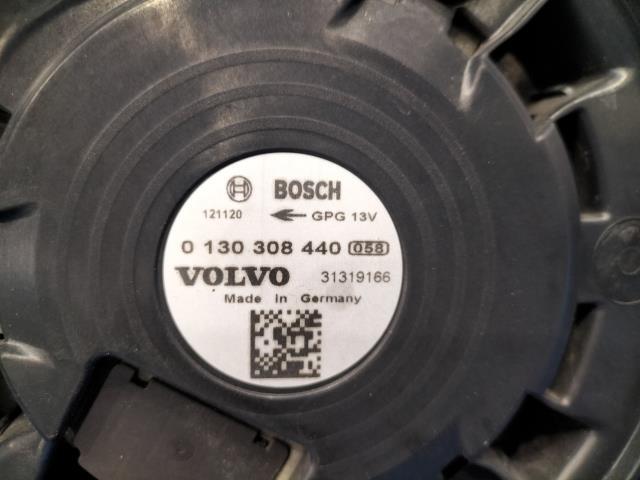 BOSCH
121120 GPG 13V
0 130 308 440 058
VOLVO 31319166
Made in Germany